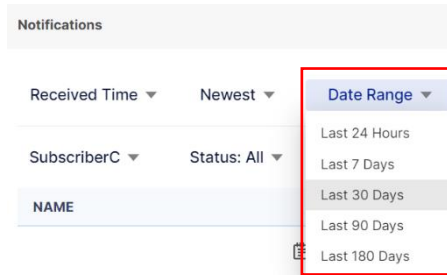 Notifications
Received Time Newest Date Range
Last 24 Hours
SubscriberC Status: All Last 7 Days
NAME Last 30 Days
Last 90 Days
Last 180 Days